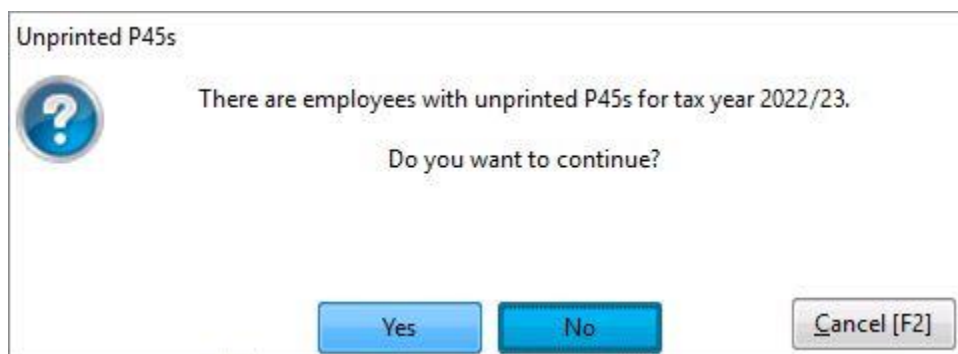 Unprinted P45s
There are employees with unprinted P45s for tax year 2022/23.
Do you want to continue?
Yes
No
Cancel [F2]